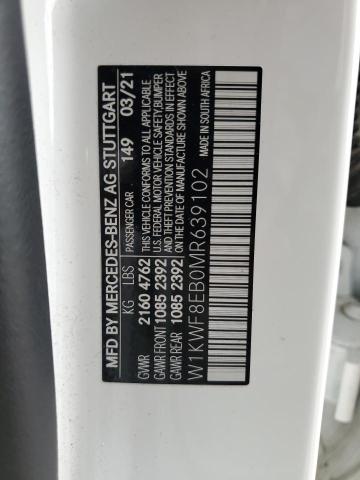 MFD BY MERCEDES-BENZ AG STUTTGART
KG LBS PASSENGER CAR 149 03/21
GVWR 2160 4762 THIS VEHICLE CONFORMS TO ALL APPLICABLE
GAWR FRONT 1085 2392 U.S. FEDERAL MOTOR VEHICLE SAFETY, BUMPER
GAWR REAR 1085 2392 AND THEFT PREVENTION STANDARDS IN EFFECT
ON THE DATE OF MANUFACTURE SHOWN ABOVE
W1KWF8EB0MR639102 MADE IN SOUTH AFRICA